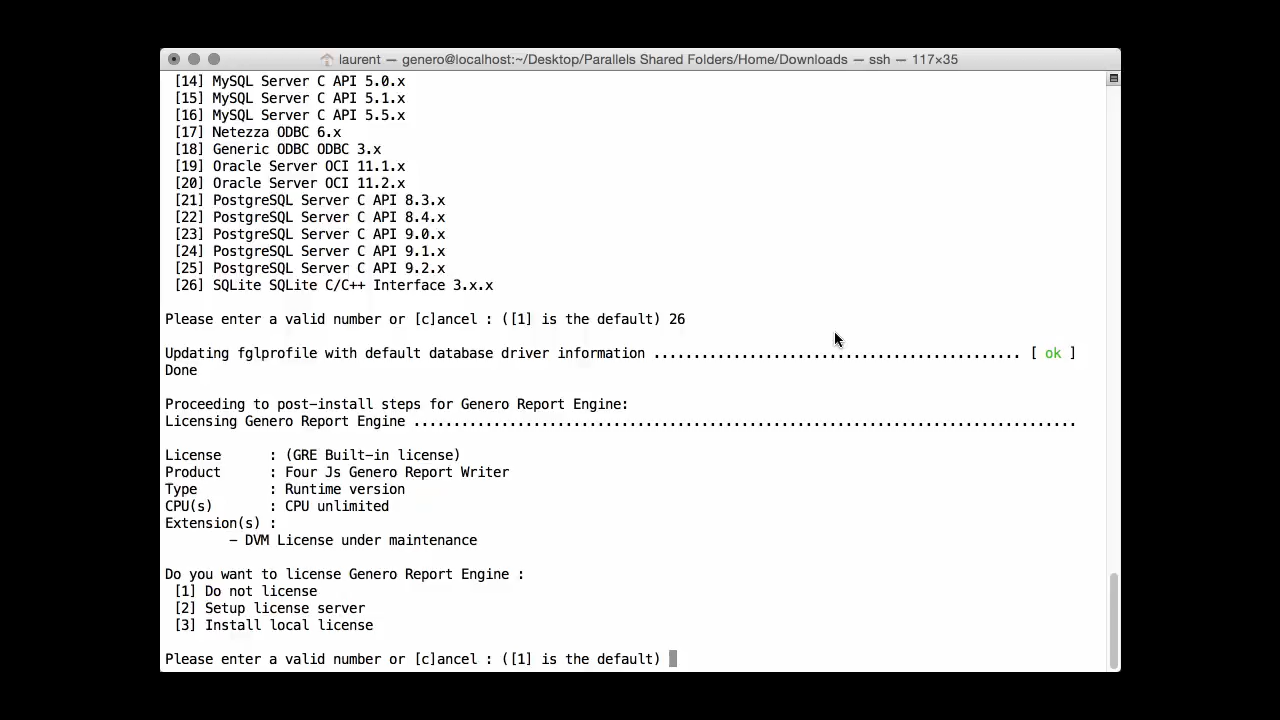 laurent — genero@localhost:~/Desktop/Parallels Shared Folders/Home/Downloads — ssh — 117×35
[14] MySQL Server C API 5.0.x
[15] MySQL Server C API 5.1.x
[16] MySQL Server C API 5.5.x
[17] Netezza ODBC 6.x
[18] Generic ODBC ODBC 3.x
[19] Oracle Server OCI 11.1.x
[20] Oracle Server OCI 11.2.x
[21] PostgreSQL Server C API 8.3.x
[22] PostgreSQL Server C API 8.4.x
[23] PostgreSQL Server C API 9.0.x
[24] PostgreSQL Server C API 9.1.x
[25] PostgreSQL Server C API 9.2.x
[26] SQLite SQLite C/C++ Interface 3.x.x
Please enter a valid number or [c]ancel : ([1] is the default) 26
Updating fglprofile with default database driver information .............................................. [ ok ]
Done
Proceeding to post-install steps for Genero Report Engine:
Licensing Genero Report Engine ...................................................................................
License      : (GRE Built-in license)
Product      : Four Js Genero Report Writer
Type         : Runtime version
CPU(s)       : CPU unlimited
Extension(s) :
– DVM License under maintenance
Do you want to license Genero Report Engine :
[1] Do not license
[2] Setup license server
[3] Install local license
Please enter a valid number or [c]ancel : ([1] is the default)